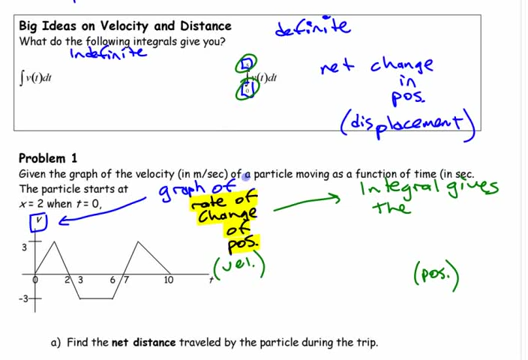 Big Ideas on Velocity and Distance
definite
What do the following integrals give you?
Indefinite
∫v(t)dt
v(t)dt
net change
in
pos.
(displacement)
Problem 1
Given the graph of the velocity (in m/sec) of a particle moving as a function of time (in sec.
The particle starts at
x = 2 when t = 0,
graph of
rate of
change
of
pos.
(vel.)
Integral gives
the
(pos.)
v
3
0 2 3 6 7 10 t
-3
a) Find the net distance traveled by the particle during the trip.